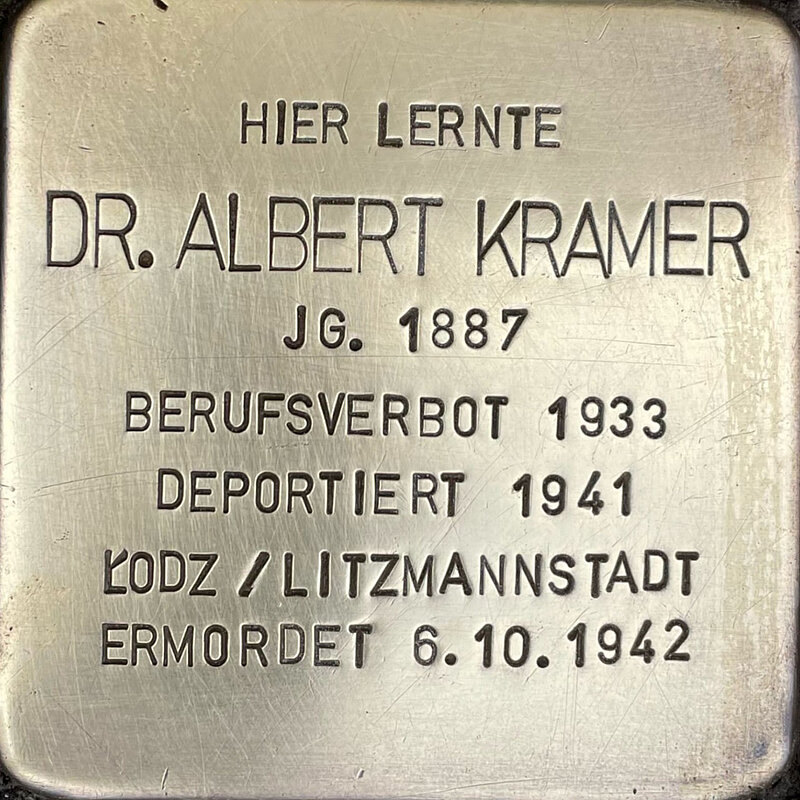 HIER LERNTE
DR. ALBERT KRAMER
JG. 1887
BERUFSVERBOT 1933
DEPORTIERT 1941
ŁODZ / LITZMANNSTADT
ERMORDET 6.10.1942